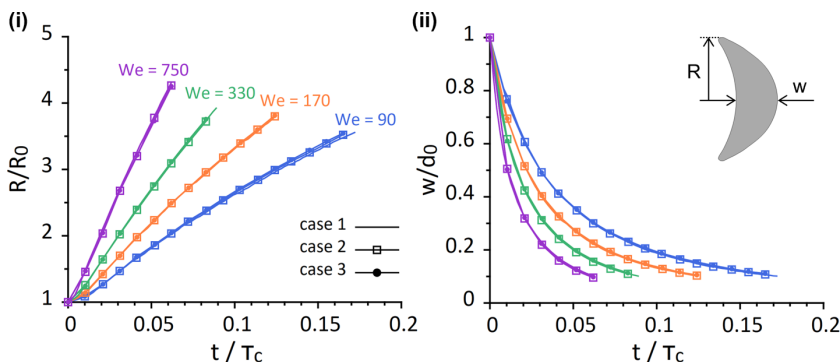 (i)
R/R0
5
4
3
2
1
We = 750
We = 330
We = 170
We = 90
case 1
case 2
case 3
0
0.05
0.1
0.15
0.2
t / τc
(ii)
w/d0
1
0.8
0.6
0.4
0.2
0
R
w
0
0.05
0.1
0.15
0.2
t / τc